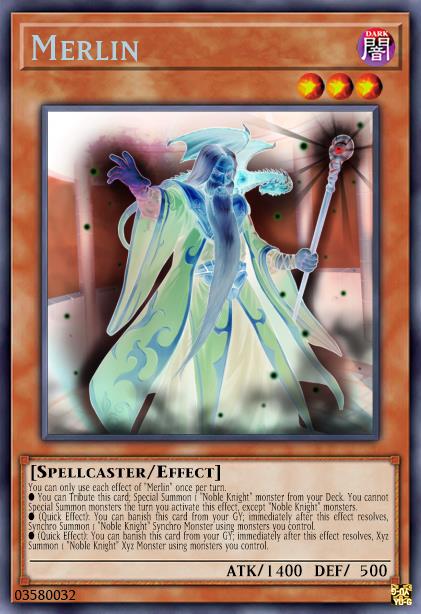 MERLIN
DARK
闇
[SPELLCASTER/EFFECT]
You can only use each effect of "Merlin" once per turn.
● You can Tribute this card; Special Summon 1 "Noble Knight" monster from your Deck. You cannot
Special Summon monsters the turn you activate this effect, except "Noble Knight" monsters.
● (Quick Effect): You can banish this card from your GY; immediately after this effect resolves,
Synchro Summon 1 "Noble Knight" Synchro Monster using monsters you control.
● (Quick Effect): You can banish this card from your GY; immediately after this effect resolves, Xyz
Summon 1 "Noble Knight" Xyz Monster using monsters you control.
ATK/1400 DEF/ 500
03580032